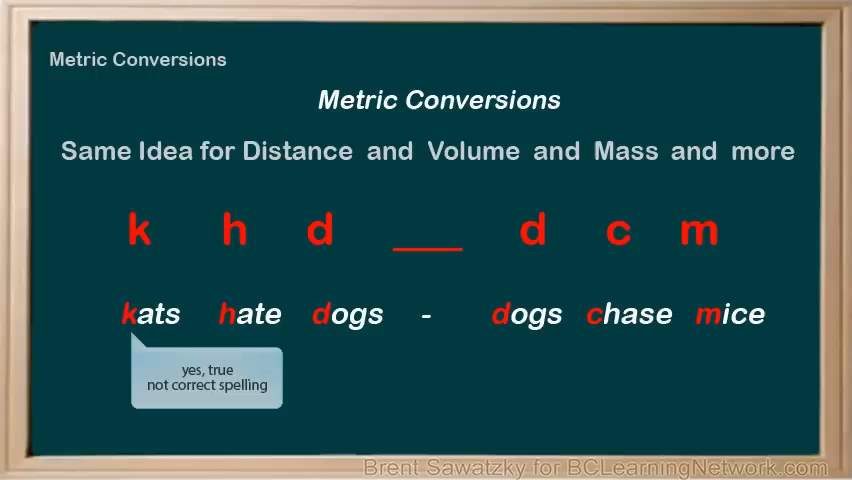 Metric Conversions
Metric Conversions
Same Idea for Distance and Volume and Mass and more
k h d ___ d c m
kats hate dogs - dogs chase mice
yes, true
not correct spelling
Brent Sawatzky for BCLearningNetwork.com